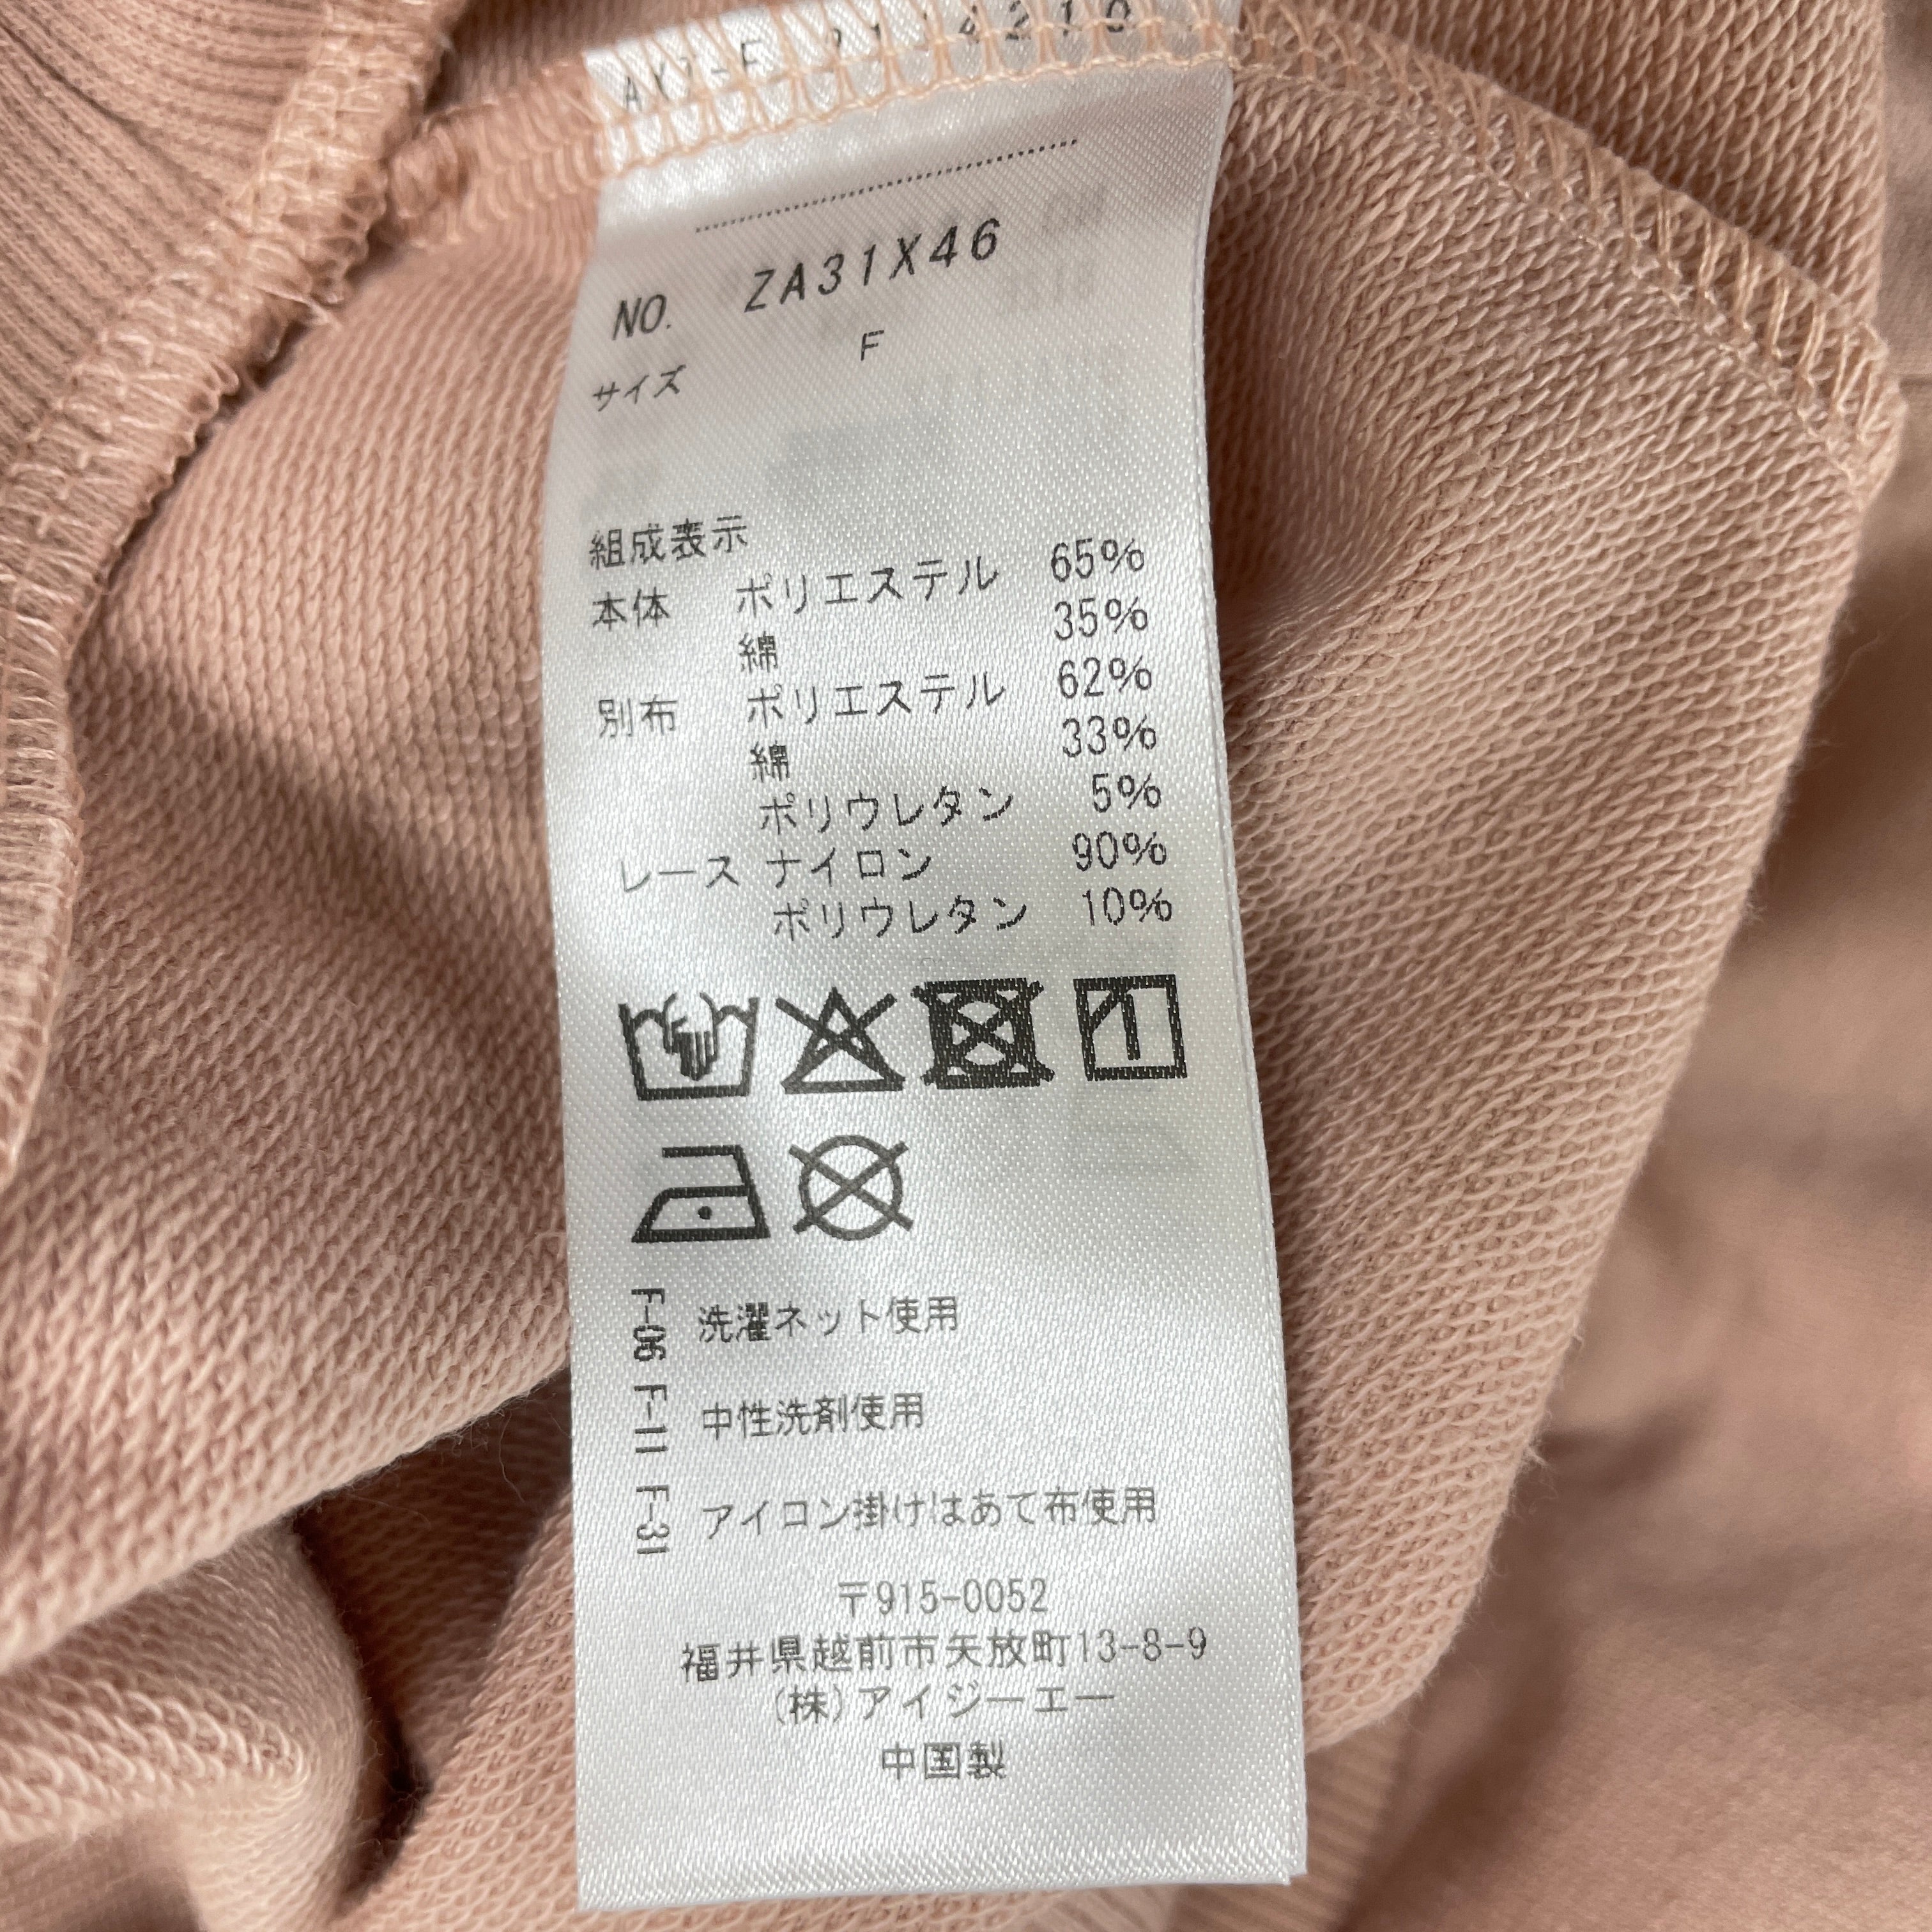 NO. ZA31X46
サイズ F
組成表示
本体 ポリエステル 65%
綿 35%
別布 ポリエステル 62%
綿 33%
ポリウレタン 5%
レース ナイロン 90%
ポリウレタン 10%
F-06 F-11 F-31
洗濯ネット使用
中性洗剤使用
アイロン掛けはあて布使用
〒915-0052
福井県越前市矢放町13-8-9
(株)アイジーエー
中国製